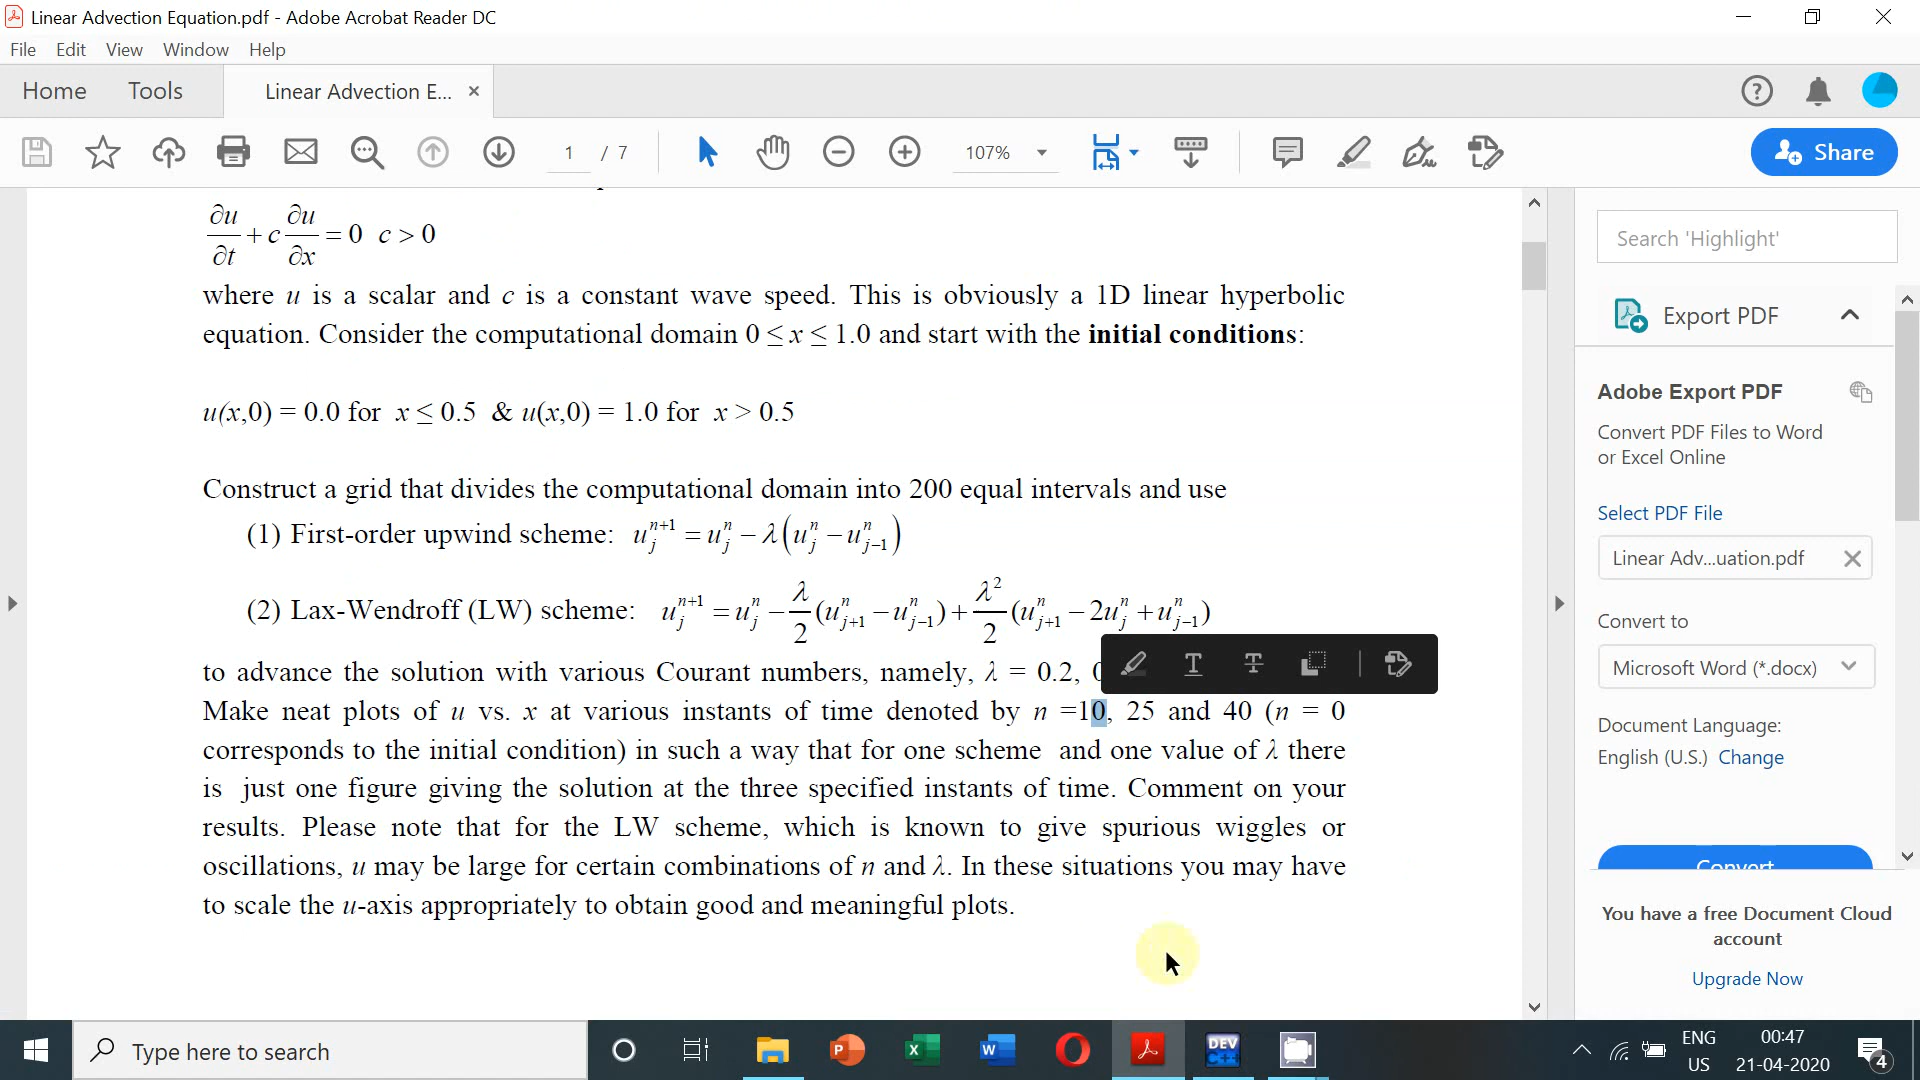 Linear Advection Equation.pdf - Adobe Acrobat Reader DC
File Edit View Window Help
Home Tools Linear Advection E... ×
1 / 7 107% Share
∂u/∂t + c ∂u/∂x = 0 c > 0
where u is a scalar and c is a constant wave speed. This is obviously a 1D linear hyperbolic
equation. Consider the computational domain 0 ≤ x ≤ 1.0 and start with the initial conditions:
u(x,0) = 0.0 for x ≤ 0.5 & u(x,0) = 1.0 for x > 0.5
Construct a grid that divides the computational domain into 200 equal intervals and use
(1) First-order upwind scheme: u_j^{n+1} = u_j^n − λ(u_j^n − u_{j−1}^n)
(2) Lax-Wendroff (LW) scheme: u_j^{n+1} = u_j^n − λ/2 (u_{j+1}^n − u_{j−1}^n) + λ²/2 (u_{j+1}^n − 2u_j^n + u_{j−1}^n)
to advance the solution with various Courant numbers, namely, λ = 0.2,
Make neat plots of u vs. x at various instants of time denoted by n =10, 25 and 40 (n = 0
corresponds to the initial condition) in such a way that for one scheme and one value of λ there
is just one figure giving the solution at the three specified instants of time. Comment on your
results. Please note that for the LW scheme, which is known to give spurious wiggles or
oscillations, u may be large for certain combinations of n and λ. In these situations you may have
to scale the u-axis appropriately to obtain good and meaningful plots.
Search 'Highlight'
Export PDF
Adobe Export PDF
Convert PDF Files to Word
or Excel Online
Select PDF File
Linear Adv...uation.pdf
Convert to
Microsoft Word (*.docx)
Document Language:
English (U.S.) Change
Convert
You have a free Document Cloud
account
Upgrade Now
Type here to search
DEV
C++
ENG
US
00:47
21-04-2020
4